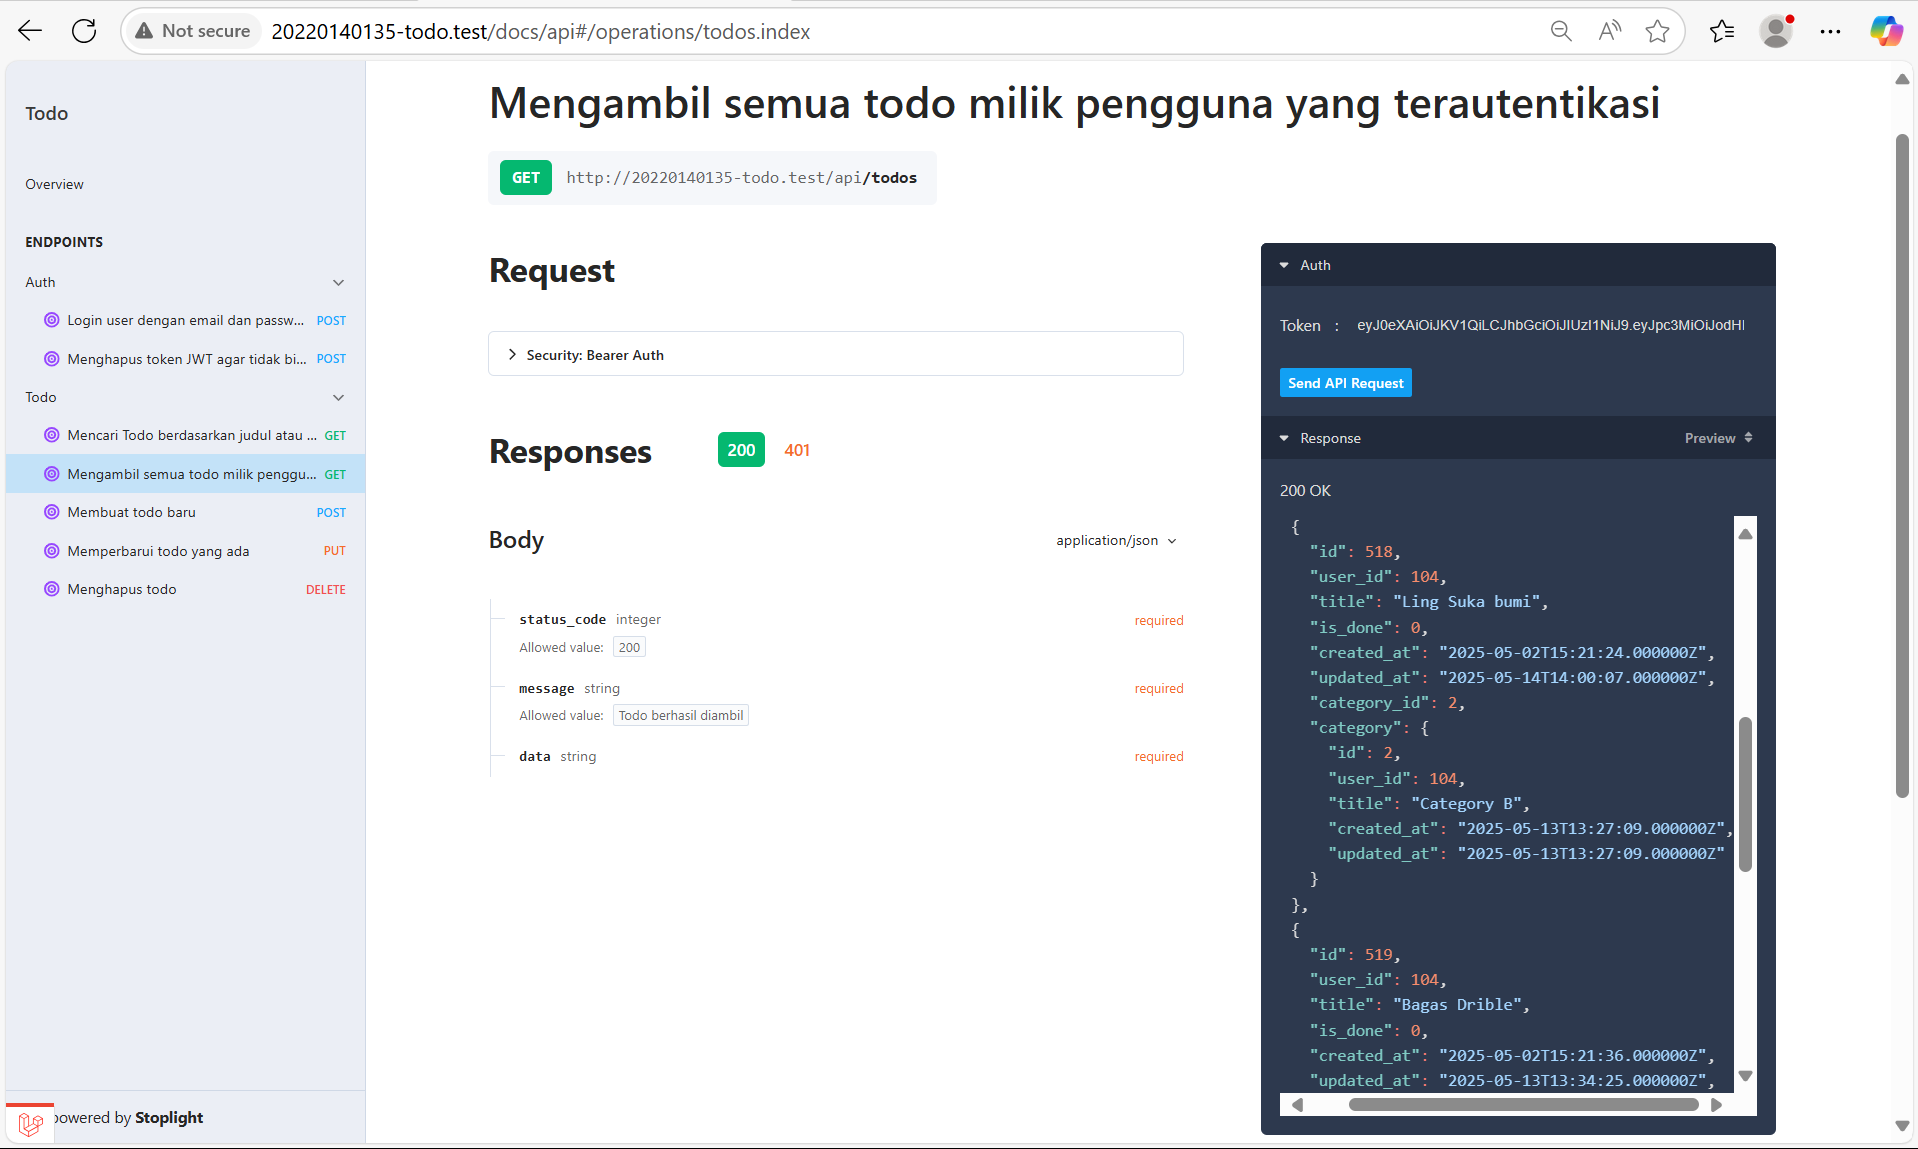 Not secure
20220140135-todo.test/docs/api#/operations/todos.index
Todo
Overview
ENDPOINTS
Auth
Login user dengan email dan passw... POST
Menghapus token JWT agar tidak bi... POST
Todo
Mencari Todo berdasarkan judul atau ... GET
Mengambil semua todo milik penggu... GET
Membuat todo baru POST
Memperbarui todo yang ada PUT
Menghapus todo DELETE
powered by Stoplight
Mengambil semua todo milik pengguna yang terautentikasi
GET http://20220140135-todo.test/api/todos
Request
Security: Bearer Auth
Responses 200 401
Body application/json
status_code integer required
Allowed value: 200
message string required
Allowed value: Todo berhasil diambil
data string required
Auth
Token : eyJ0eXAiOiJKV1QiLCJhbGciOiJIUzI1NiJ9.eyJpc3MiOiJodHI
Send API Request
Response Preview
200 OK
{
"id": 518,
"user_id": 104,
"title": "Ling Suka bumi",
"is_done": 0,
"created_at": "2025-05-02T15:21:24.000000Z",
"updated_at": "2025-05-14T14:00:07.000000Z",
"category_id": 2,
"category": {
"id": 2,
"user_id": 104,
"title": "Category B",
"created_at": "2025-05-13T13:27:09.000000Z",
"updated_at": "2025-05-13T13:27:09.000000Z"
}
},
{
"id": 519,
"user_id": 104,
"title": "Bagas Drible",
"is_done": 0,
"created_at": "2025-05-02T15:21:36.000000Z",
"updated_at": "2025-05-13T13:34:25.000000Z",